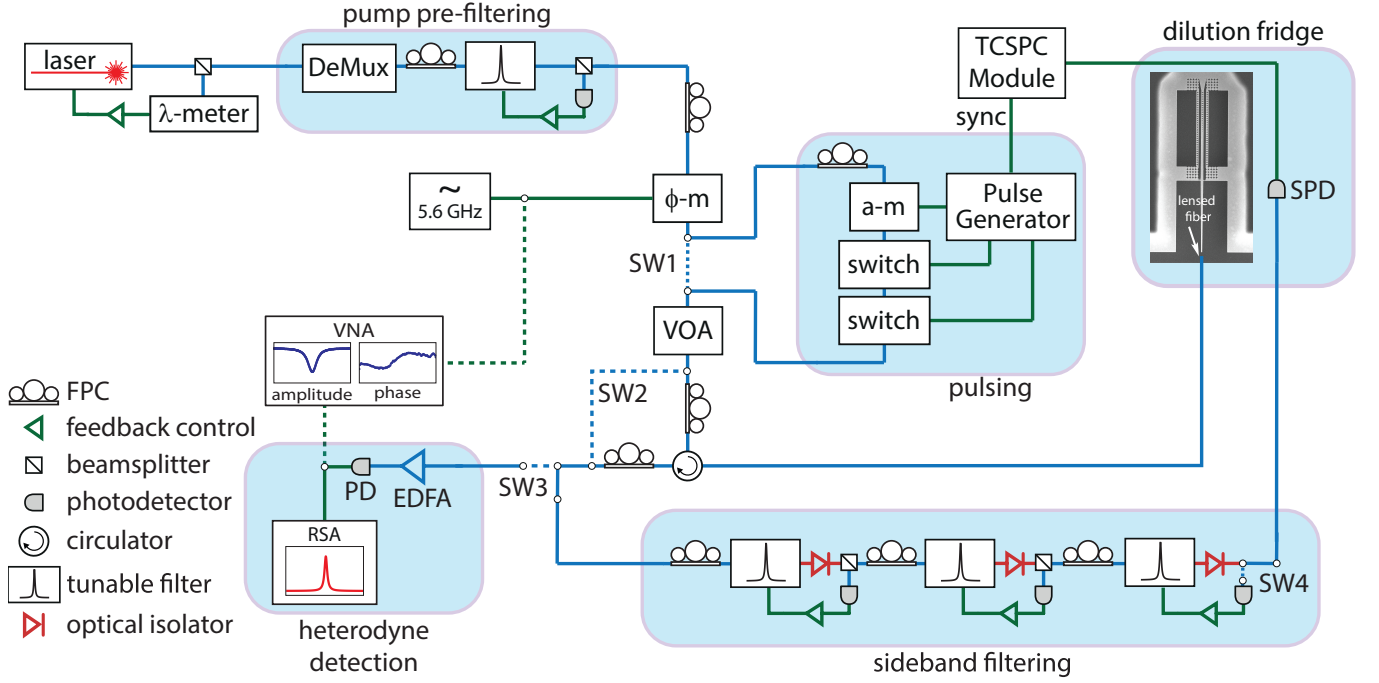 pump pre-filtering
laser
λ-meter
DeMux
TCSPC
Module
sync
dilution fridge
lensed
fiber
SPD
~
5.6 GHz
ϕ-m
SW1
VOA
SW2
a-m
Pulse
Generator
switch
switch
pulsing
VNA
amplitude
phase
FPC
feedback control
beamsplitter
photodetector
circulator
tunable filter
optical isolator
PD
EDFA
SW3
RSA
heterodyne
detection
SW4
sideband filtering